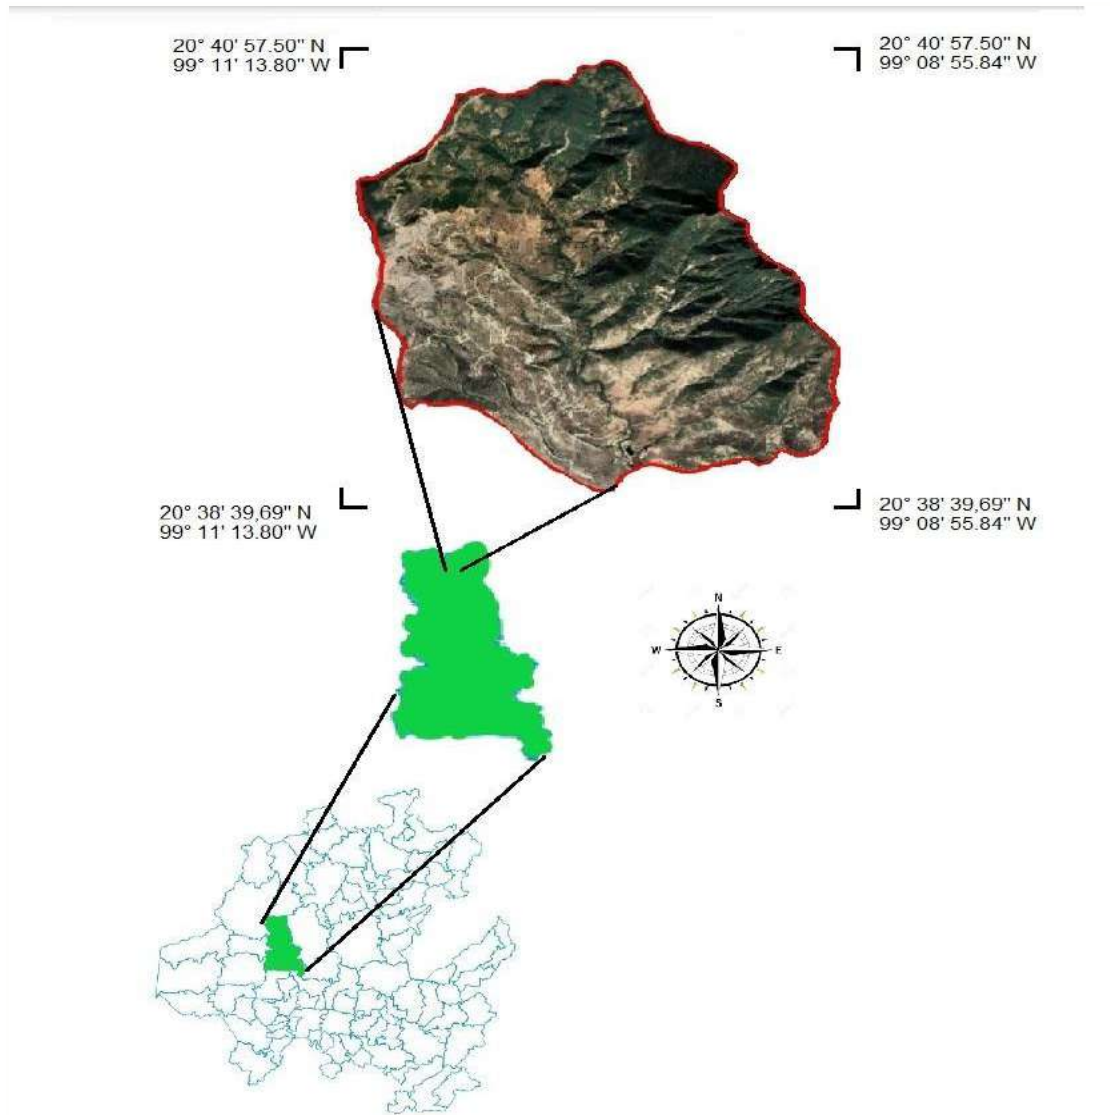 20° 40' 57.50" N
99° 11' 13.80" W
20° 40' 57.50" N
99° 08' 55.84" W
20° 38' 39,69" N
99° 11' 13.80" W
20° 38' 39,69" N
99° 08' 55.84" W
N
W
E
S